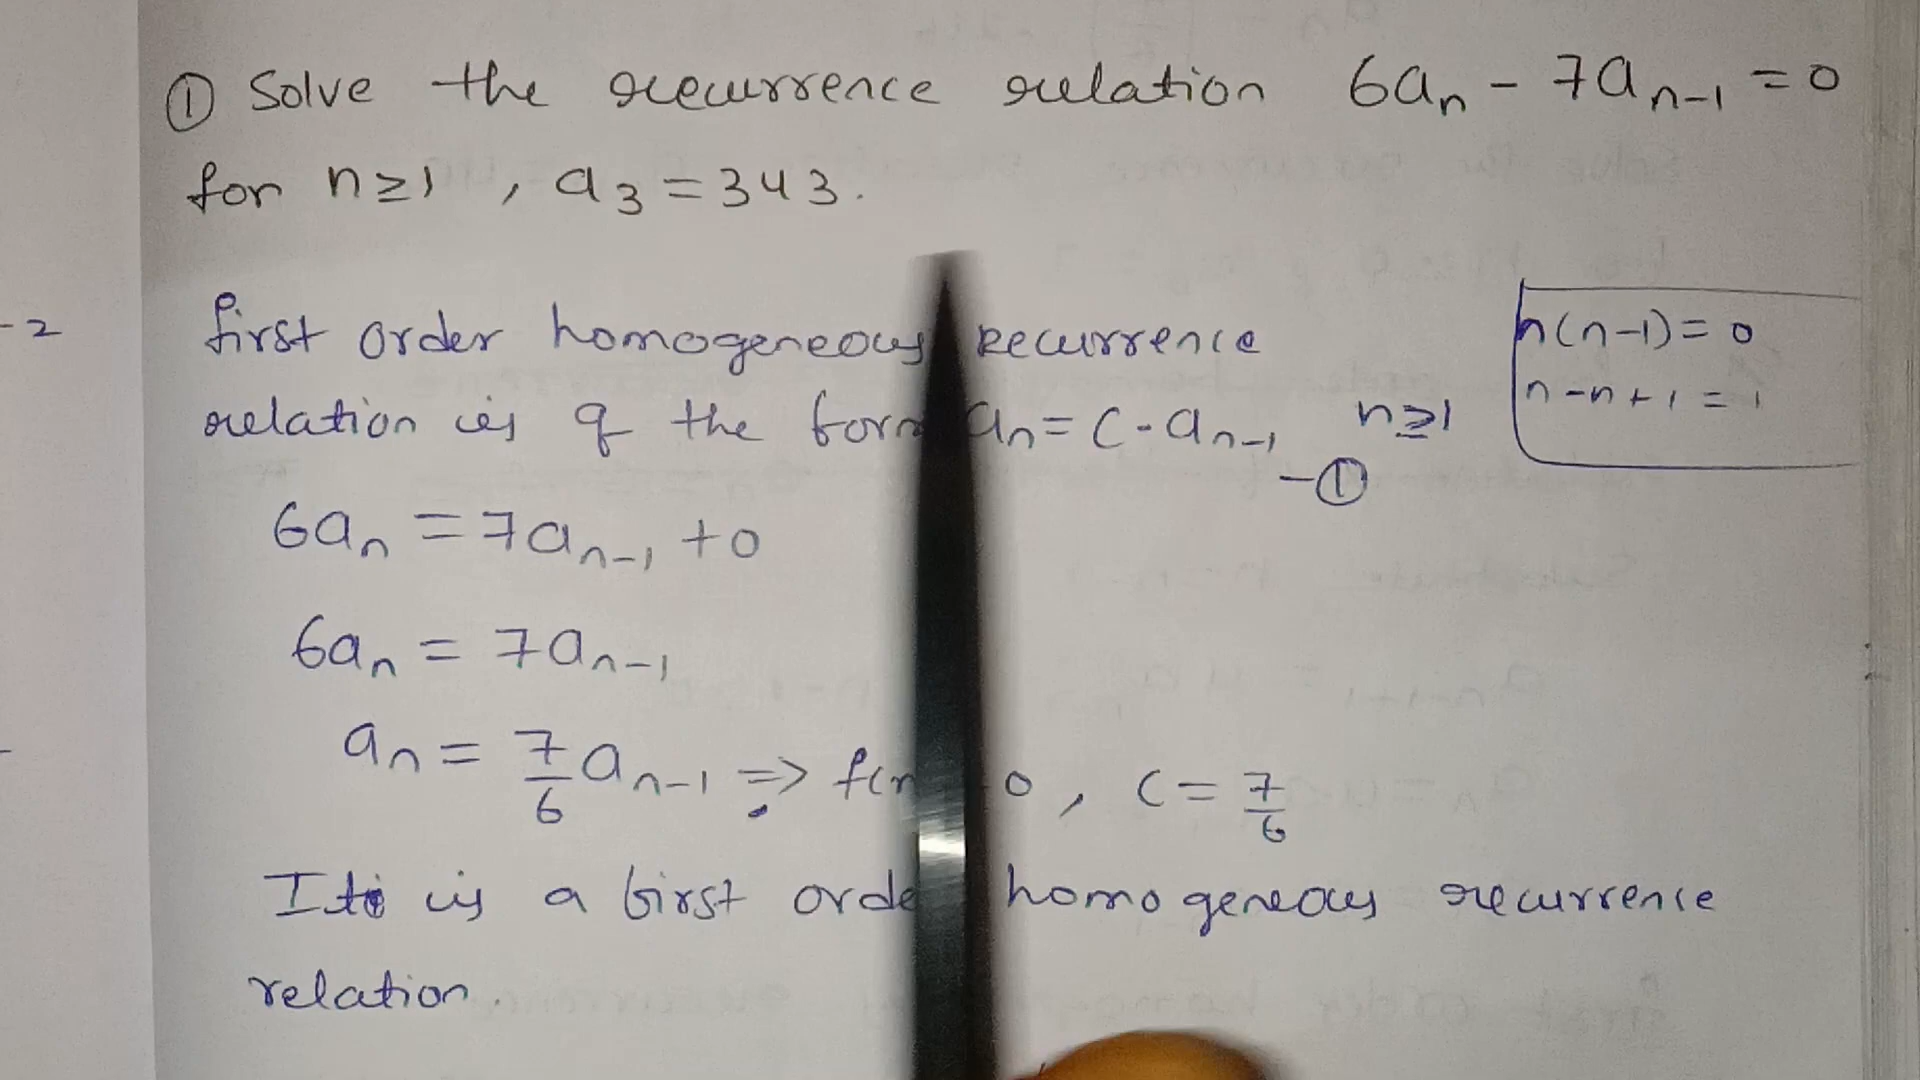 ① Solve the recurrence relation 6aₙ - 7aₙ₋₁ = 0
for n≥1 , a₃ = 343.
first order homogeneous recurrence
relation is of the form aₙ = c·aₙ₋₁ n≥1
-①
n(n-1) = 0
n-n+1 = 1
-2
6aₙ = 7aₙ₋₁ + 0
6aₙ = 7aₙ₋₁
aₙ = 7/6 aₙ₋₁ => 0 , c = 7/6
It is a first order homogeneous recurrence
relation.